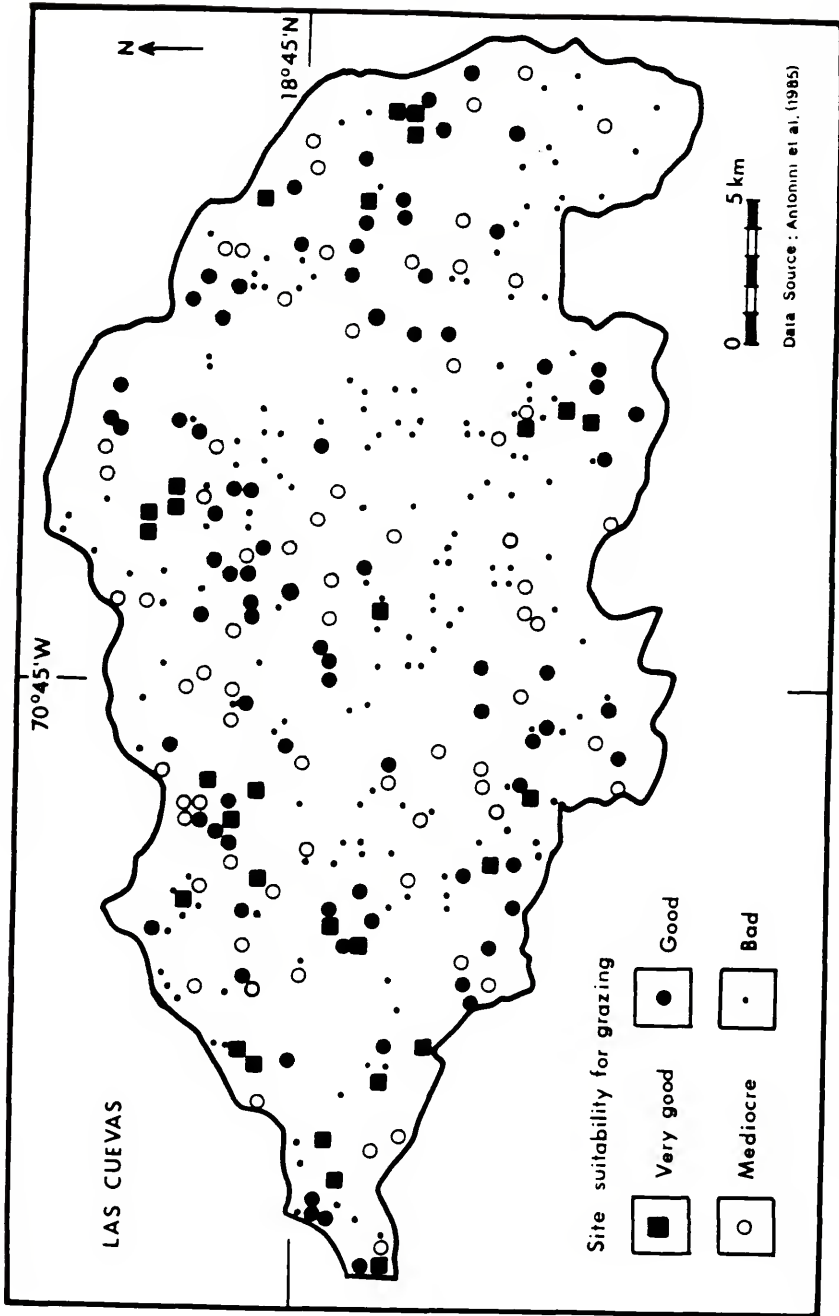 LAS CUEVAS
70°45'W
N
18°45'N
Site suitability for grazing
Very good
Good
Mediocre
Bad
0 5 km
Data Source : Antonini et al. (1985)